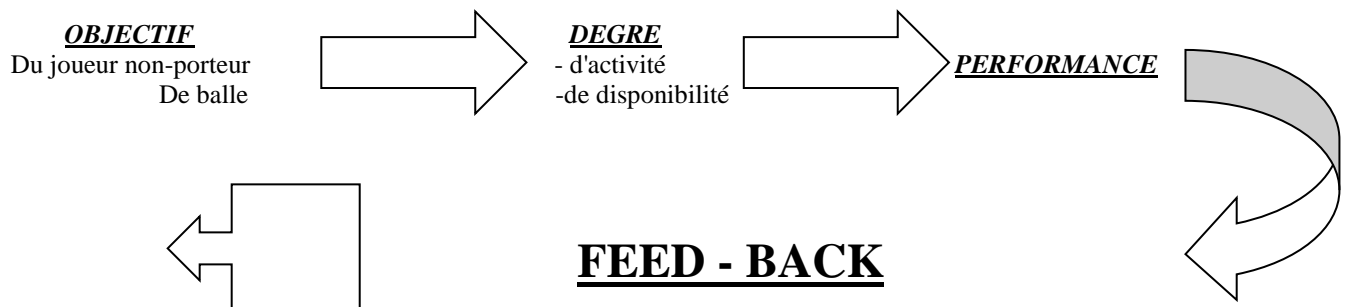 OBJECTIF
Du joueur non-porteur
De balle
DEGRE
- d'activité
-de disponibilité
PERFORMANCE
FEED - BACK